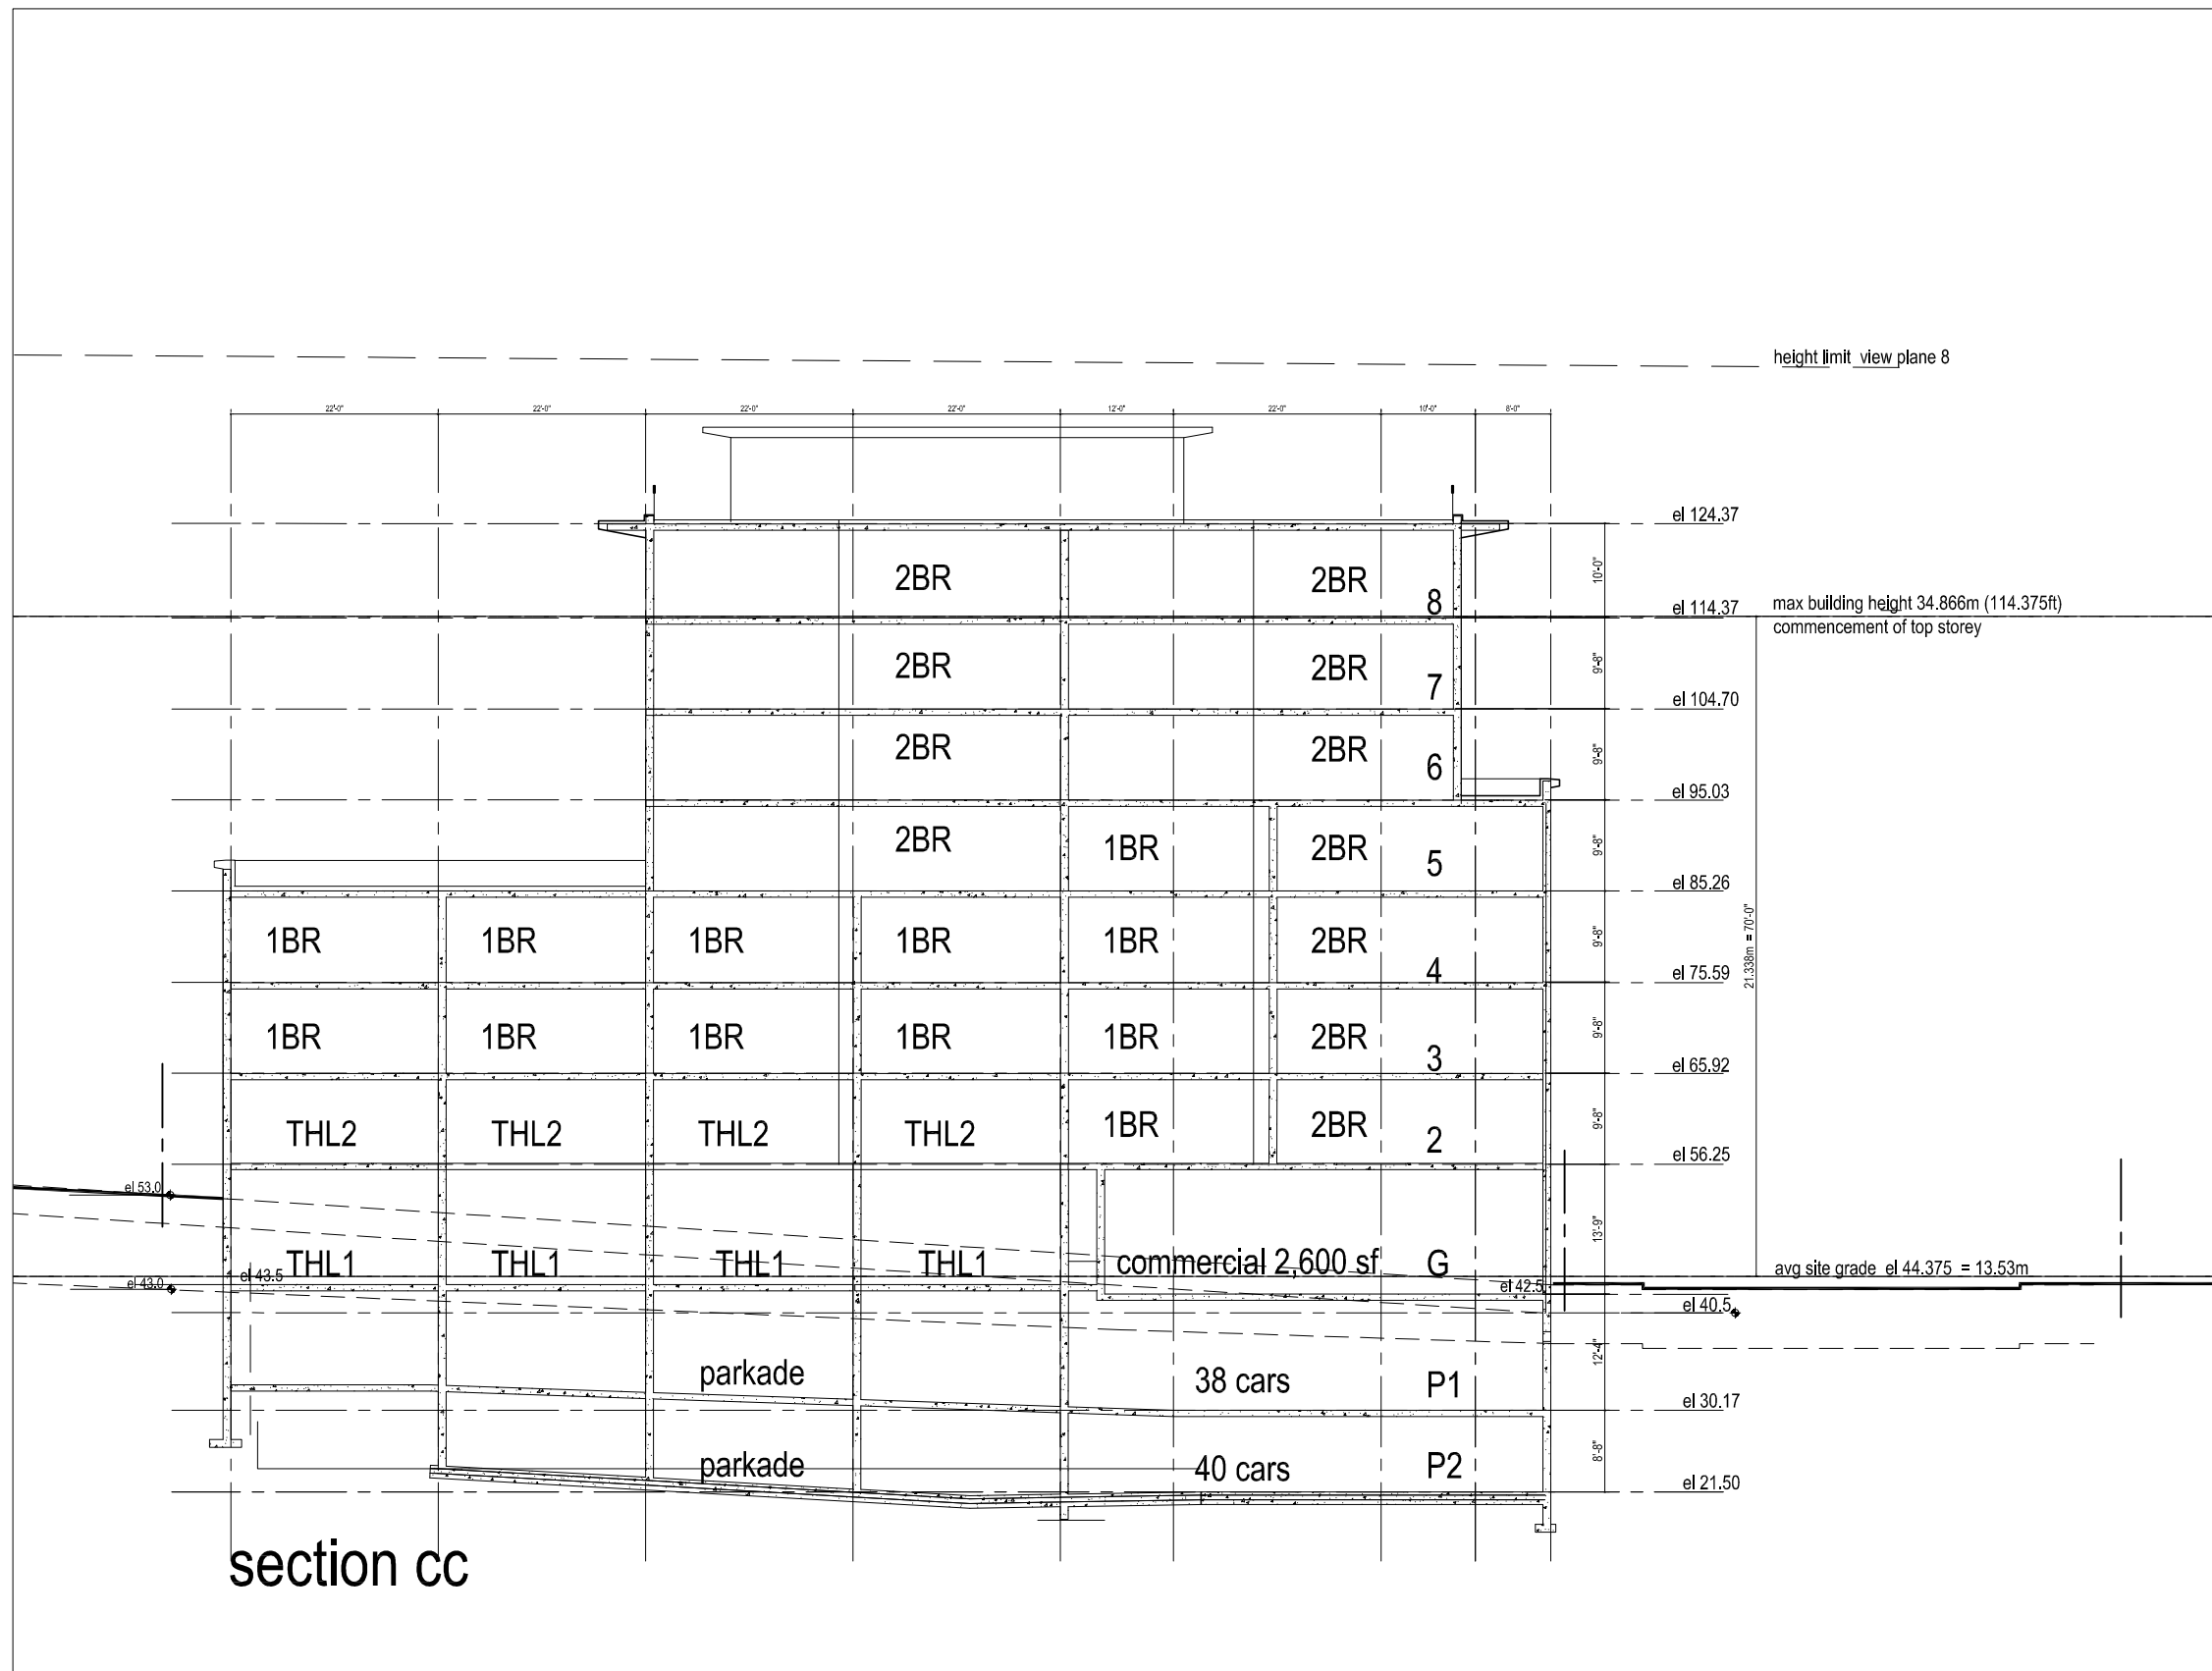 height limit view plane 8
22'-0" 22'-0" 22'-0" 22'-0" 12'-0" 22'-0" 10'-0" 8'-0"
el 124.37
2BR 2BR 8 10'-0"
el 114.37 max building height 34.866m (114.375ft)
commencement of top storey
2BR 2BR 7 9'-8"
el 104.70
2BR 2BR 6 9'-8"
el 95.03
2BR 1BR 2BR 5 9'-8"
el 85.26
1BR 1BR 1BR 1BR 1BR 2BR 4 9'-8"
21.338m = 70'-0"
el 75.59
1BR 1BR 1BR 1BR 1BR 2BR 3 9'-8"
el 65.92
THL2 THL2 THL2 THL2 1BR 2BR 2 9'-8"
el 56.25
el 53.0
13'-9"
THL1 THL1 THL1 THL1 commercial 2,600 sf G
avg site grade el 44.375 = 13.53m
el 43.0 el 43.5 el 42.5
el 40.5
12'-4"
parkade 38 cars P1
el 30.17
8'-8"
parkade 40 cars P2
el 21.50
section cc